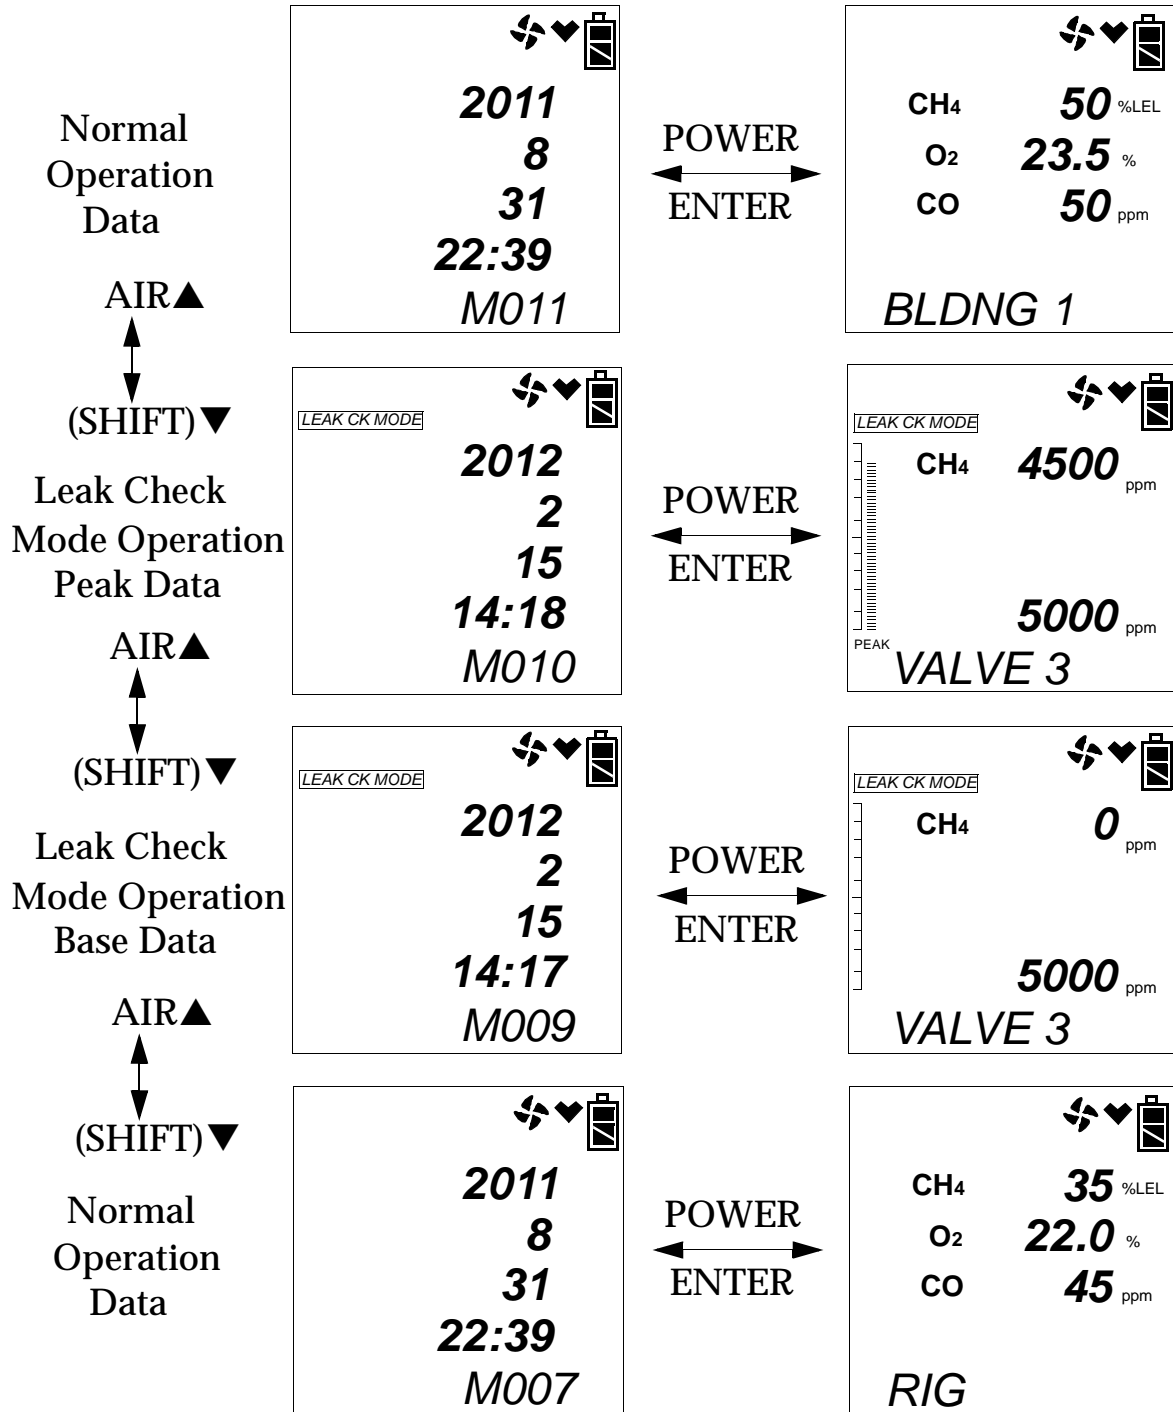 Normal
Operation
Data
2011
8
31
22:39
M011
POWER
ENTER
CH4 50 %LEL
O2 23.5 %
CO 50 ppm
BLDNG 1
AIR▲
(SHIFT)▼
Leak Check
Mode Operation
Peak Data
LEAK CK MODE
2012
2
15
14:18
M010
POWER
ENTER
LEAK CK MODE
CH4 4500 ppm
5000 ppm
PEAK
VALVE 3
AIR▲
(SHIFT)▼
Leak Check
Mode Operation
Base Data
LEAK CK MODE
2012
2
15
14:17
M009
POWER
ENTER
LEAK CK MODE
CH4 0 ppm
5000 ppm
VALVE 3
AIR▲
(SHIFT)▼
Normal
Operation
Data
2011
8
31
22:39
M007
POWER
ENTER
CH4 35 %LEL
O2 22.0 %
CO 45 ppm
RIG